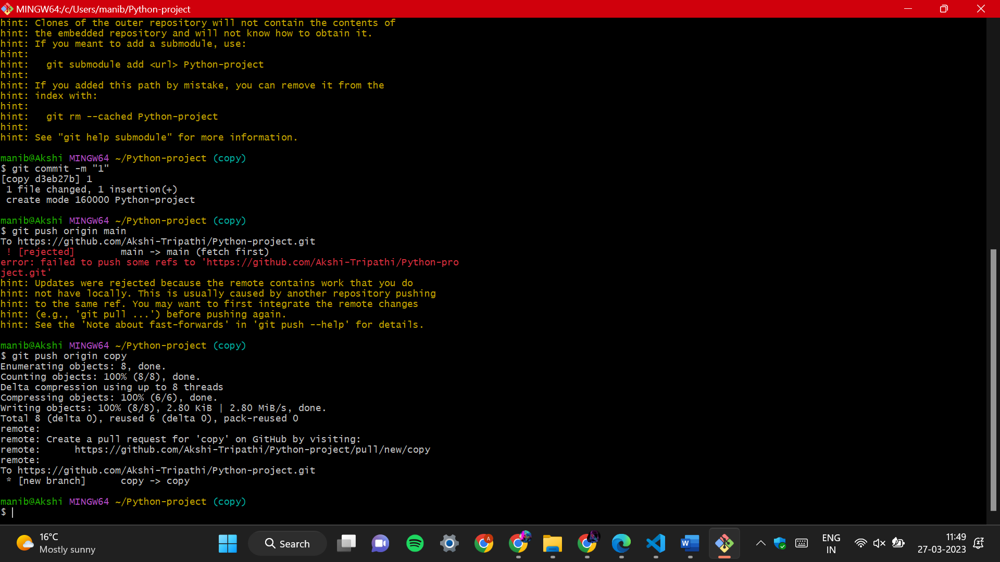 MINGW64:/c/Users/manib/Python-project
hint: Clones of the outer repository will not contain the contents of
hint: the embedded repository and will not know how to obtain it.
hint: If you meant to add a submodule, use:
hint:
hint:   git submodule add <url> Python-project
hint:
hint: If you added this path by mistake, you can remove it from the
hint: index with:
hint:
hint:   git rm --cached Python-project
hint:
hint: See "git help submodule" for more information.
manib@Akshi MINGW64 ~/Python-project (copy)
$ git commit -m "1"
[copy d3eb27b] 1
 1 file changed, 1 insertion(+)
 create mode 160000 Python-project
manib@Akshi MINGW64 ~/Python-project (copy)
$ git push origin main
To https://github.com/Akshi-Tripathi/Python-project.git
 ! [rejected]        main -> main (fetch first)
error: failed to push some refs to 'https://github.com/Akshi-Tripathi/Python-pro
ject.git'
hint: Updates were rejected because the remote contains work that you do
hint: not have locally. This is usually caused by another repository pushing
hint: to the same ref. You may want to first integrate the remote changes
hint: (e.g., 'git pull ...') before pushing again.
hint: See the 'Note about fast-forwards' in 'git push --help' for details.
manib@Akshi MINGW64 ~/Python-project (copy)
$ git push origin copy
Enumerating objects: 8, done.
Counting objects: 100% (8/8), done.
Delta compression using up to 8 threads
Compressing objects: 100% (6/6), done.
Writing objects: 100% (8/8), 2.80 KiB | 2.80 MiB/s, done.
Total 8 (delta 0), reused 6 (delta 0), pack-reused 0
remote:
remote: Create a pull request for 'copy' on GitHub by visiting:
remote:      https://github.com/Akshi-Tripathi/Python-project/pull/new/copy
remote:
To https://github.com/Akshi-Tripathi/Python-project.git
 * [new branch]      copy -> copy
manib@Akshi MINGW64 ~/Python-project (copy)
$
16°C
Mostly sunny
Search
A
W
ENG
IN
11:49
27-03-2023